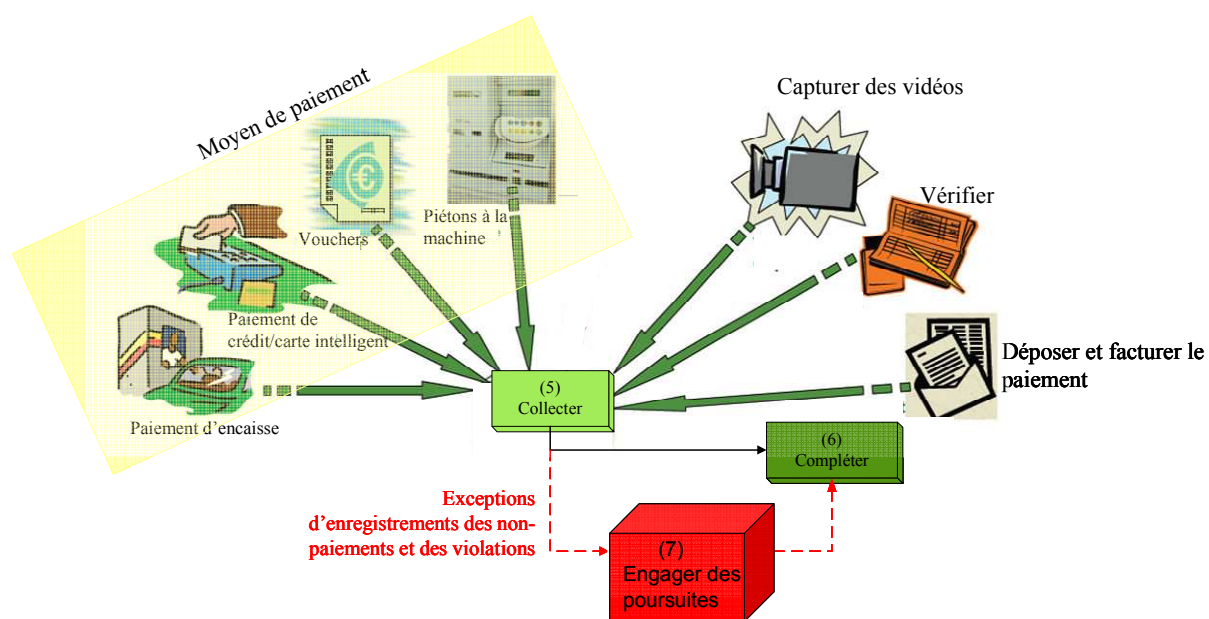 Moyen de paiement
Capturer des vidéos
Vérifier
Piétons à la
machine
Vouchers
Paiement de
crédit/carte intelligent
Déposer et facturer le
paiement
Paiement d'encaisse
(5)
Collecter
(6)
Compléter
Exceptions
d'enregistrements des non-
paiements et des violations
(7)
Engager des
poursuites